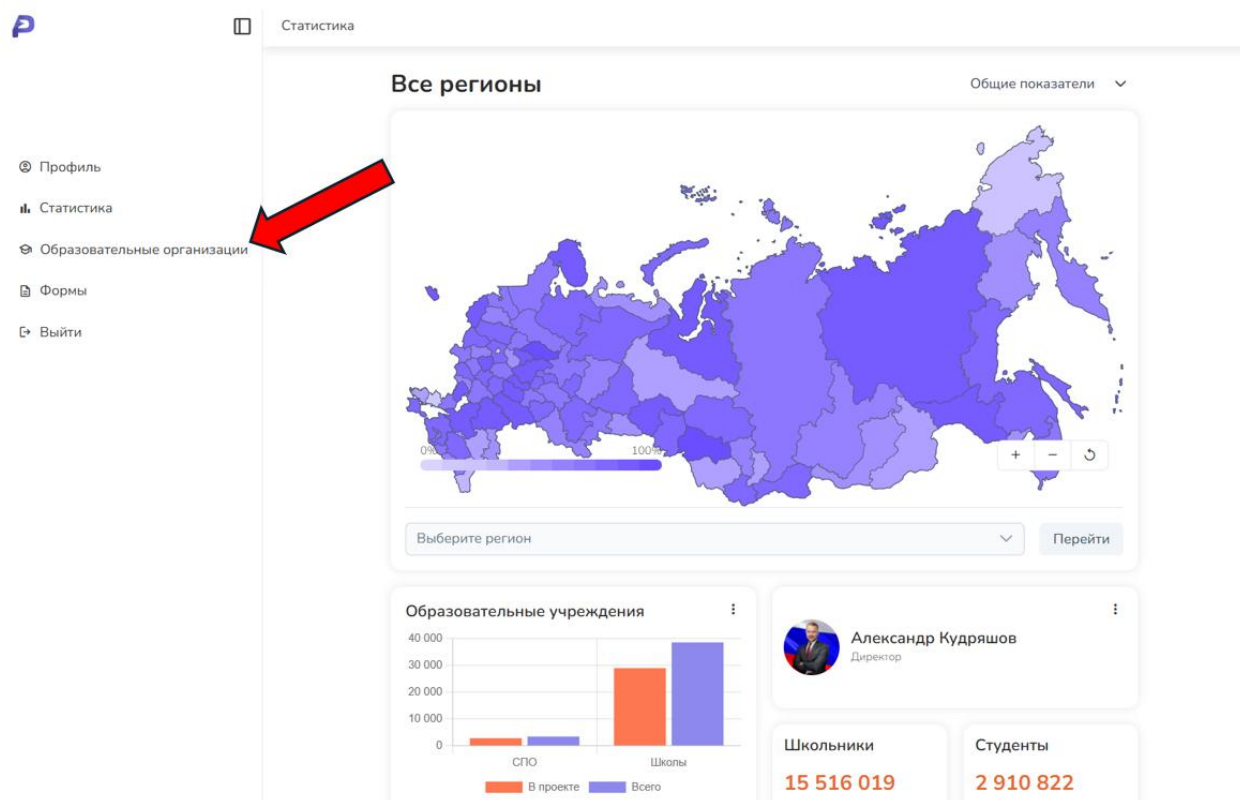 Статистика
Все регионы
Общие показатели
Профиль
Статистика
Образовательные организации
Формы
Выйти
0%
100%
+ −
Выберите регион
Перейти
Образовательные учреждения
40 000
30 000
20 000
10 000
0
СПО
Школы
В проекте
Всего
Александр Кудряшов
Директор
Школьники
15 516 019
Студенты
2 910 822